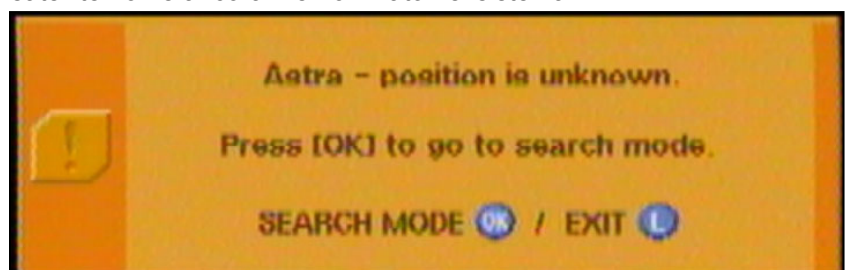 Astra - position is unknown.
Press [OK] to go to search mode.
SEARCH MODE OK / EXIT L